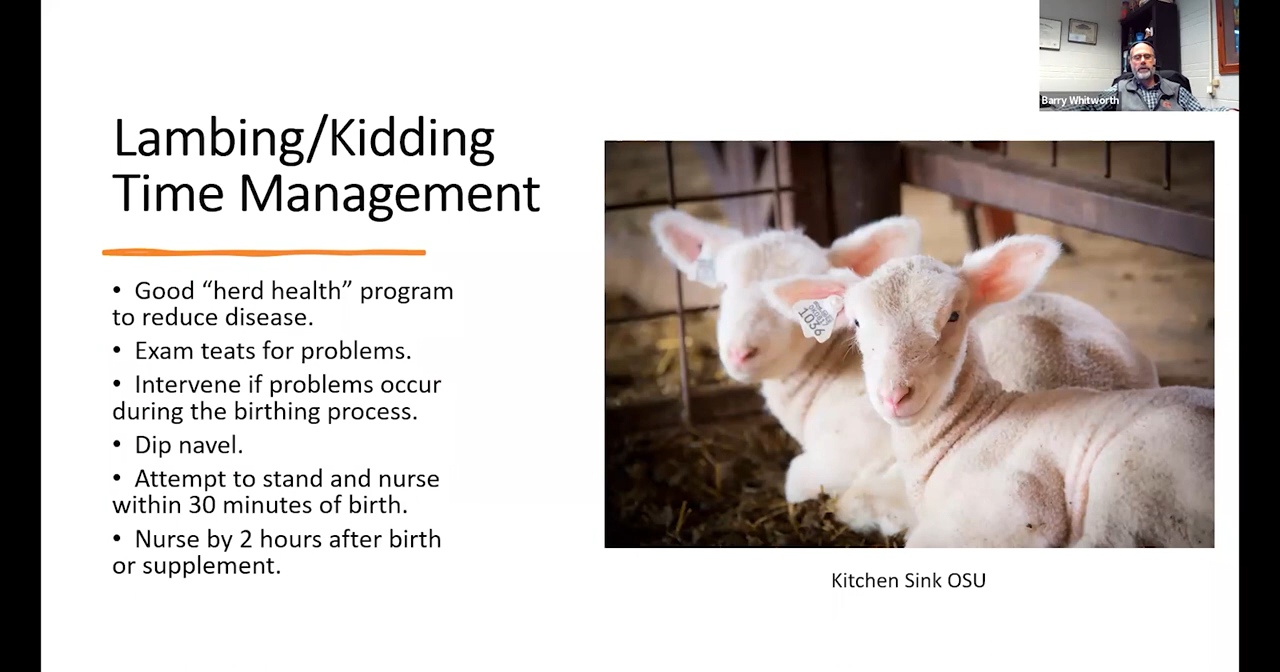 Barry Whitworth
Lambing/Kidding
Time Management
• Good “herd health” program
to reduce disease.
• Exam teats for problems.
• Intervene if problems occur
during the birthing process.
• Dip navel.
• Attempt to stand and nurse
within 30 minutes of birth.
• Nurse by 2 hours after birth
or supplement.
1036
Kitchen Sink OSU